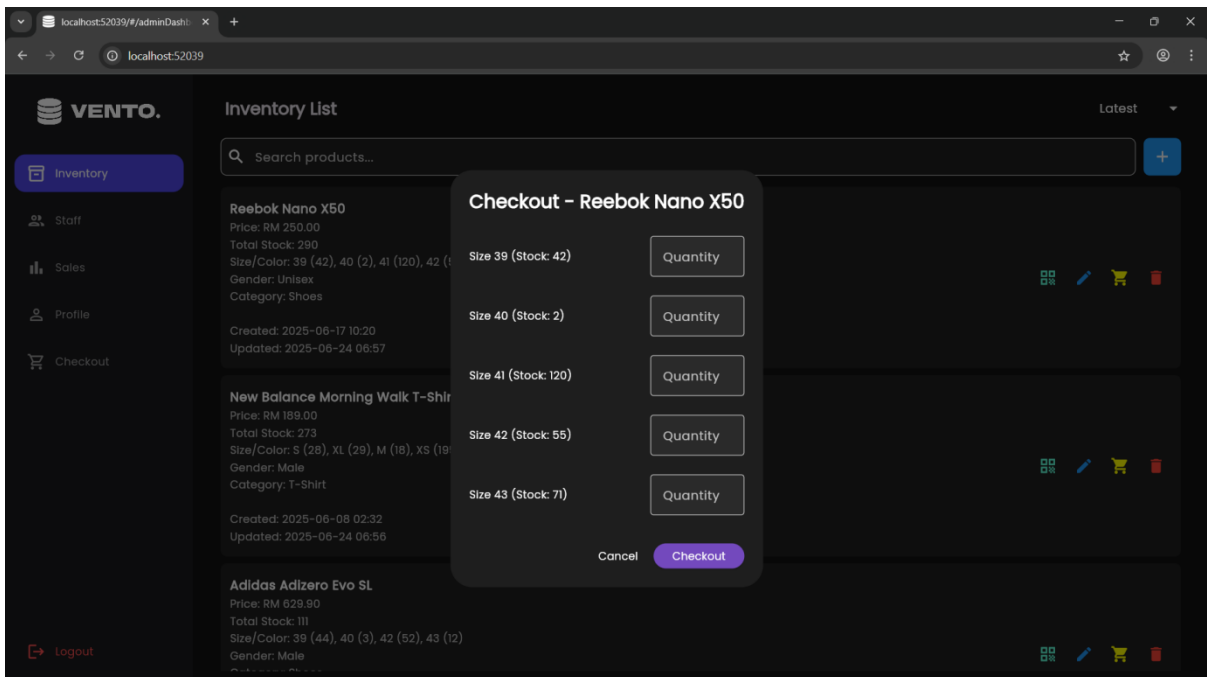 localhost:52039/#/adminDashb
localhost:52039
VENTO.
Inventory
Staff
Sales
Profile
Checkout
Logout
Inventory List
Latest
Search products...
Reebok Nano X50
Price: RM 250.00
Total Stock: 290
Size/Color: 39 (42), 40 (2), 41 (120), 42 (
Gender: Unisex
Category: Shoes
Created: 2025-06-17 10:20
Updated: 2025-06-24 06:57
New Balance Morning Walk T-Shir
Price: RM 189.00
Total Stock: 273
Size/Color: S (28), XL (29), M (18), XS (19
Gender: Male
Category: T-Shirt
Created: 2025-06-08 02:32
Updated: 2025-06-24 06:56
Adidas Adizero Evo SL
Price: RM 629.90
Total Stock: 111
Size/Color: 39 (44), 40 (3), 42 (52), 43 (12)
Gender: Male
Checkout - Reebok Nano X50
Size 39 (Stock: 42)
Quantity
Size 40 (Stock: 2)
Quantity
Size 41 (Stock: 120)
Quantity
Size 42 (Stock: 55)
Quantity
Size 43 (Stock: 71)
Quantity
Cancel
Checkout